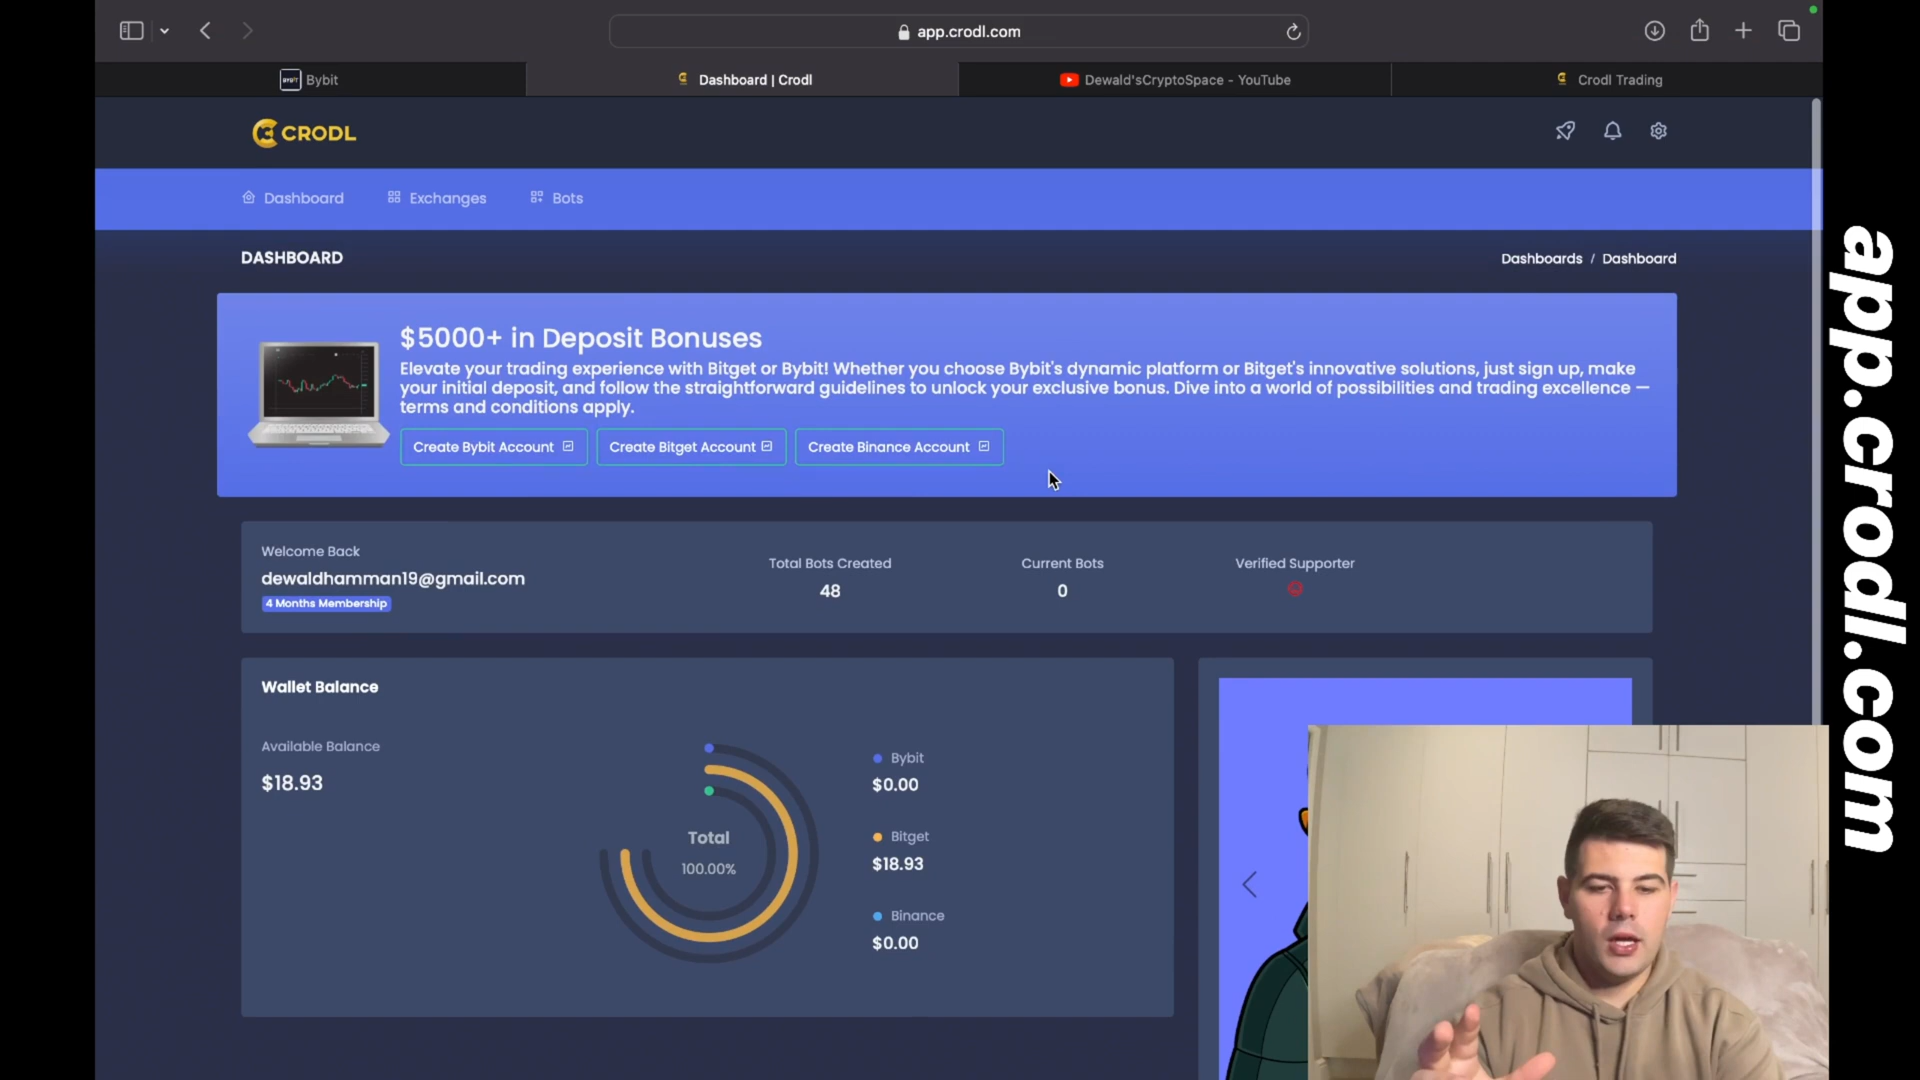 app.crodl.com
Bybit
Dashboard | Crodl
Dewald'sCryptoSpace - YouTube
Crodl Trading
CRODL
Dashboard
Exchanges
Bots
DASHBOARD
Dashboards / Dashboard
$5000+ in Deposit Bonuses
Elevate your trading experience with Bitget or Bybit! Whether you choose Bybit's dynamic platform or Bitget's innovative solutions, just sign up, make
your initial deposit, and follow the straightforward guidelines to unlock your exclusive bonus. Dive into a world of possibilities and trading excellence —
terms and conditions apply.
Create Bybit Account
Create Bitget Account
Create Binance Account
Welcome Back
dewaldhamman19@gmail.com
4 Months Membership
Total Bots Created
48
Current Bots
0
Verified Supporter
Wallet Balance
Available Balance
$18.93
Total
100.00%
Bybit
$0.00
Bitget
$18.93
Binance
$0.00
app.crodl.com